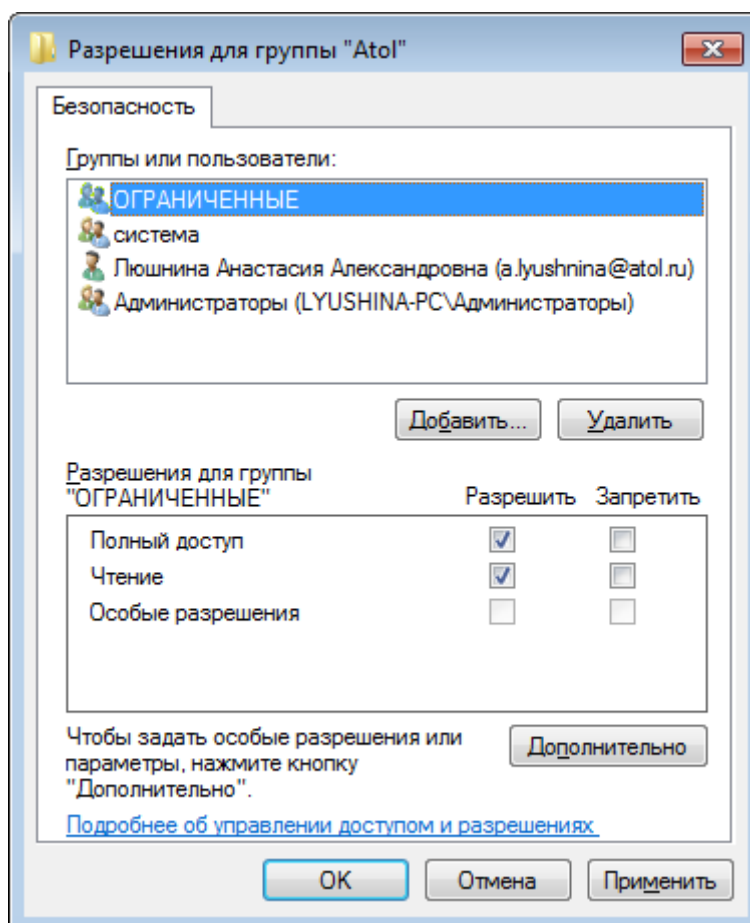 Разрешения для группы "Atol"
Безопасность
Группы или пользователи:
ОГРАНИЧЕННЫЕ
система
Люшнина Анастасия Александровна (a.lyushnina@atol.ru)
Администраторы (LYUSHINA-PC\Администраторы)
Добавить...
Удалить
Разрешения для группы
"ОГРАНИЧЕННЫЕ"
Разрешить
Запретить
Полный доступ
Чтение
Особые разрешения
Чтобы задать особые разрешения или
параметры, нажмите кнопку
"Дополнительно".
Дополнительно
Подробнее об управлении доступом и разрешениях
ОК
Отмена
Применить